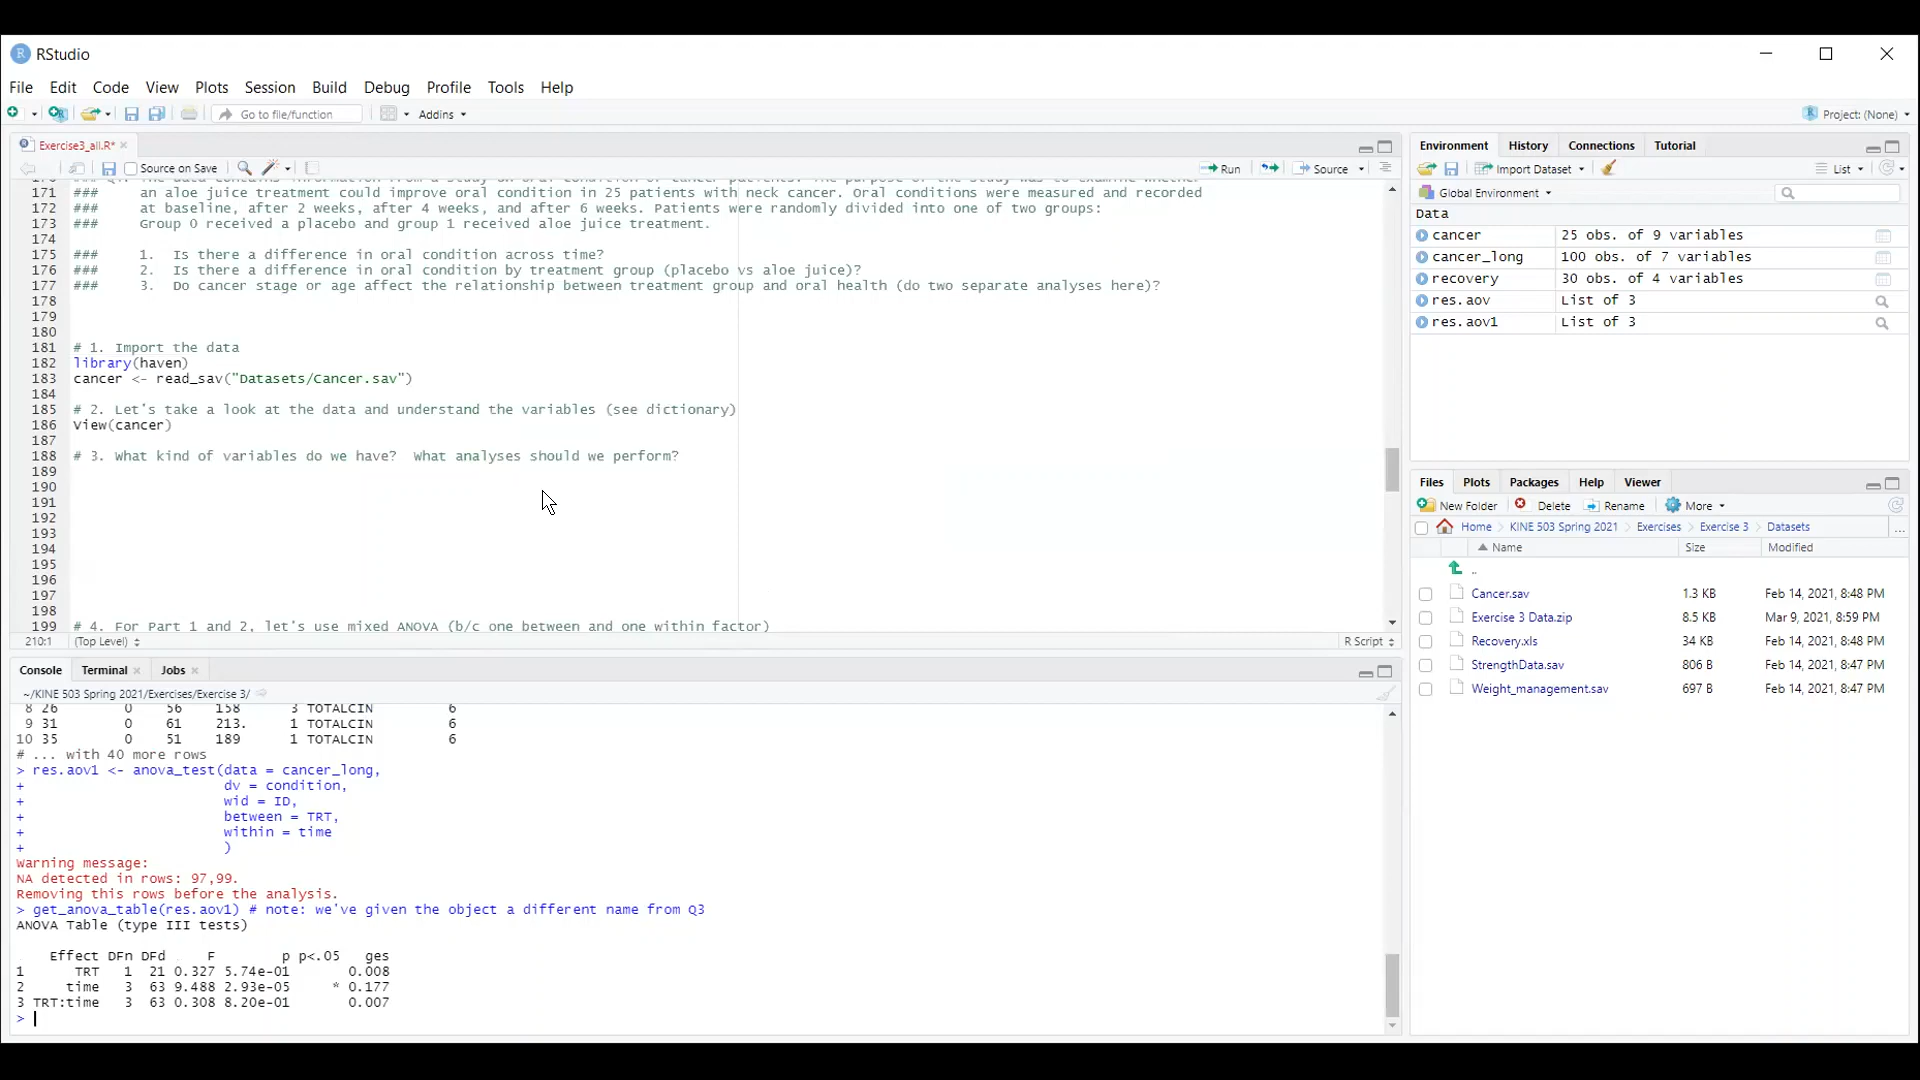 RStudio
File Edit Code View Plots Session Build Debug Profile Tools Help
Go to file/function Addins Project: (None)
Exercise3_all.R*
Source on Save Run Source
171 ### an aloe juice treatment could improve oral condition in 25 patients with neck cancer. Oral conditions were measured and recorded
172 ### at baseline, after 2 weeks, after 4 weeks, and after 6 weeks. Patients were randomly divided into one of two groups:
173 ### Group 0 received a placebo and group 1 received aloe juice treatment.
174
175 ### 1. Is there a difference in oral condition across time?
176 ### 2. Is there a difference in oral condition by treatment group (placebo vs aloe juice)?
177 ### 3. Do cancer stage or age affect the relationship between treatment group and oral health (do two separate analyses here)?
178
179
180
181 # 1. Import the data
182 library(haven)
183 cancer <- read_sav("Datasets/Cancer.sav")
184
185 # 2. Let's take a look at the data and understand the variables (see dictionary)
186 View(cancer)
187
188 # 3. What kind of variables do we have?  What analyses should we perform?
189
190
191
192
193
194
195
196
197
198
199 # 4. For Part 1 and 2, let's use mixed ANOVA (b/c one between and one within factor)
210:1 (Top Level) R Script
Console Terminal Jobs
~/KINE 503 Spring 2021/Exercises/Exercise 3/
8 26 0 56 158 3 TOTALCIN 6
9 31 0 61 213. 1 TOTALCIN 6
10 35 0 51 189 1 TOTALCIN 6
# ... with 40 more rows
> res.aov1 <- anova_test(data = cancer_long,
+ dv = condition,
+ wid = ID,
+ between = TRT,
+ within = time
+ )
Warning message:
NA detected in rows: 97,99.
Removing this rows before the analysis.
> get_anova_table(res.aov1) # note: we've given the object a different name from Q3
ANOVA Table (type III tests)
Effect DFn DFd F p p<.05 ges
1 TRT 1 21 0.327 5.74e-01 0.008
2 time 3 63 9.488 2.93e-05 * 0.177
3 TRT:time 3 63 0.308 8.20e-01 0.007
>
Environment History Connections Tutorial
Import Dataset List
Global Environment
Data
cancer 25 obs. of 9 variables
cancer_long 100 obs. of 7 variables
recovery 30 obs. of 4 variables
res.aov List of 3
res.aov1 List of 3
Files Plots Packages Help Viewer
New Folder Delete Rename More
Home KINE 503 Spring 2021 Exercises Exercise 3 Datasets ...
Name Size Modified
..
Cancer.sav 1.3 KB Feb 14, 2021, 8:48 PM
Exercise 3 Data.zip 8.5 KB Mar 9, 2021, 8:59 PM
Recovery.xls 34 KB Feb 14, 2021, 8:48 PM
StrengthData.sav 806 B Feb 14, 2021, 8:47 PM
Weight_management.sav 697 B Feb 14, 2021, 8:47 PM